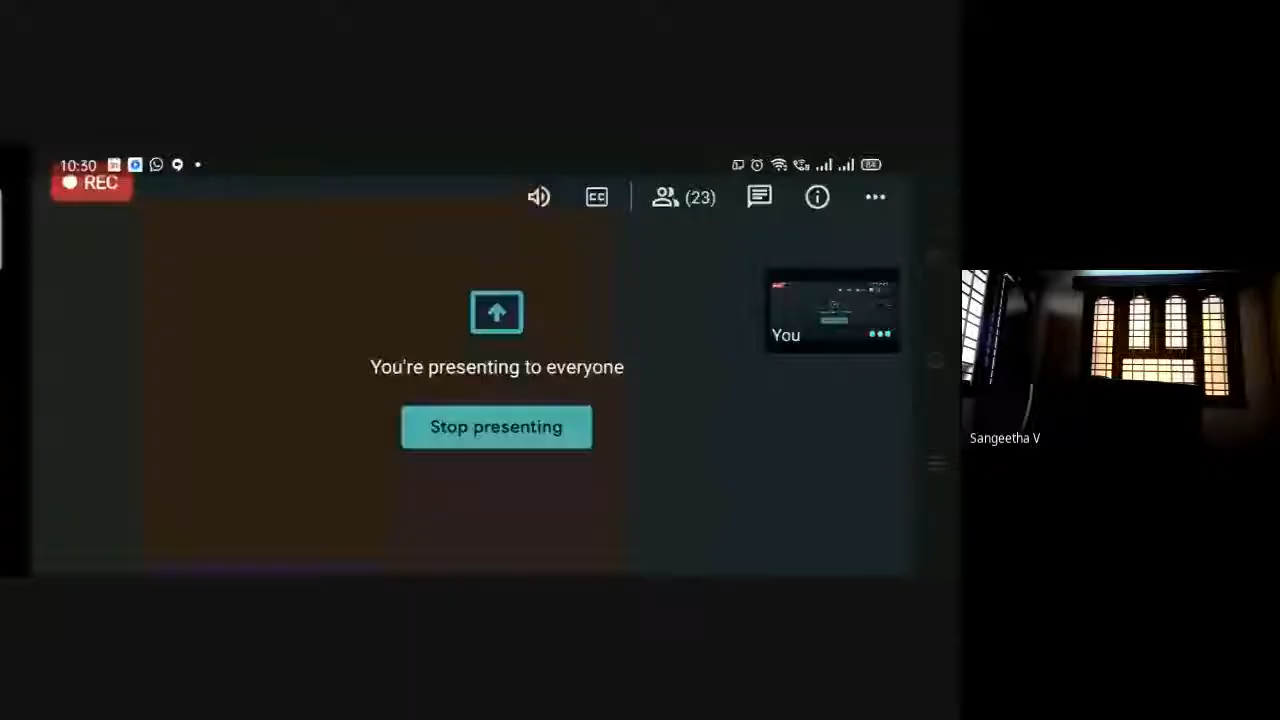 10:30
REC
(23)
You
You're presenting to everyone
Stop presenting
Sangeetha V